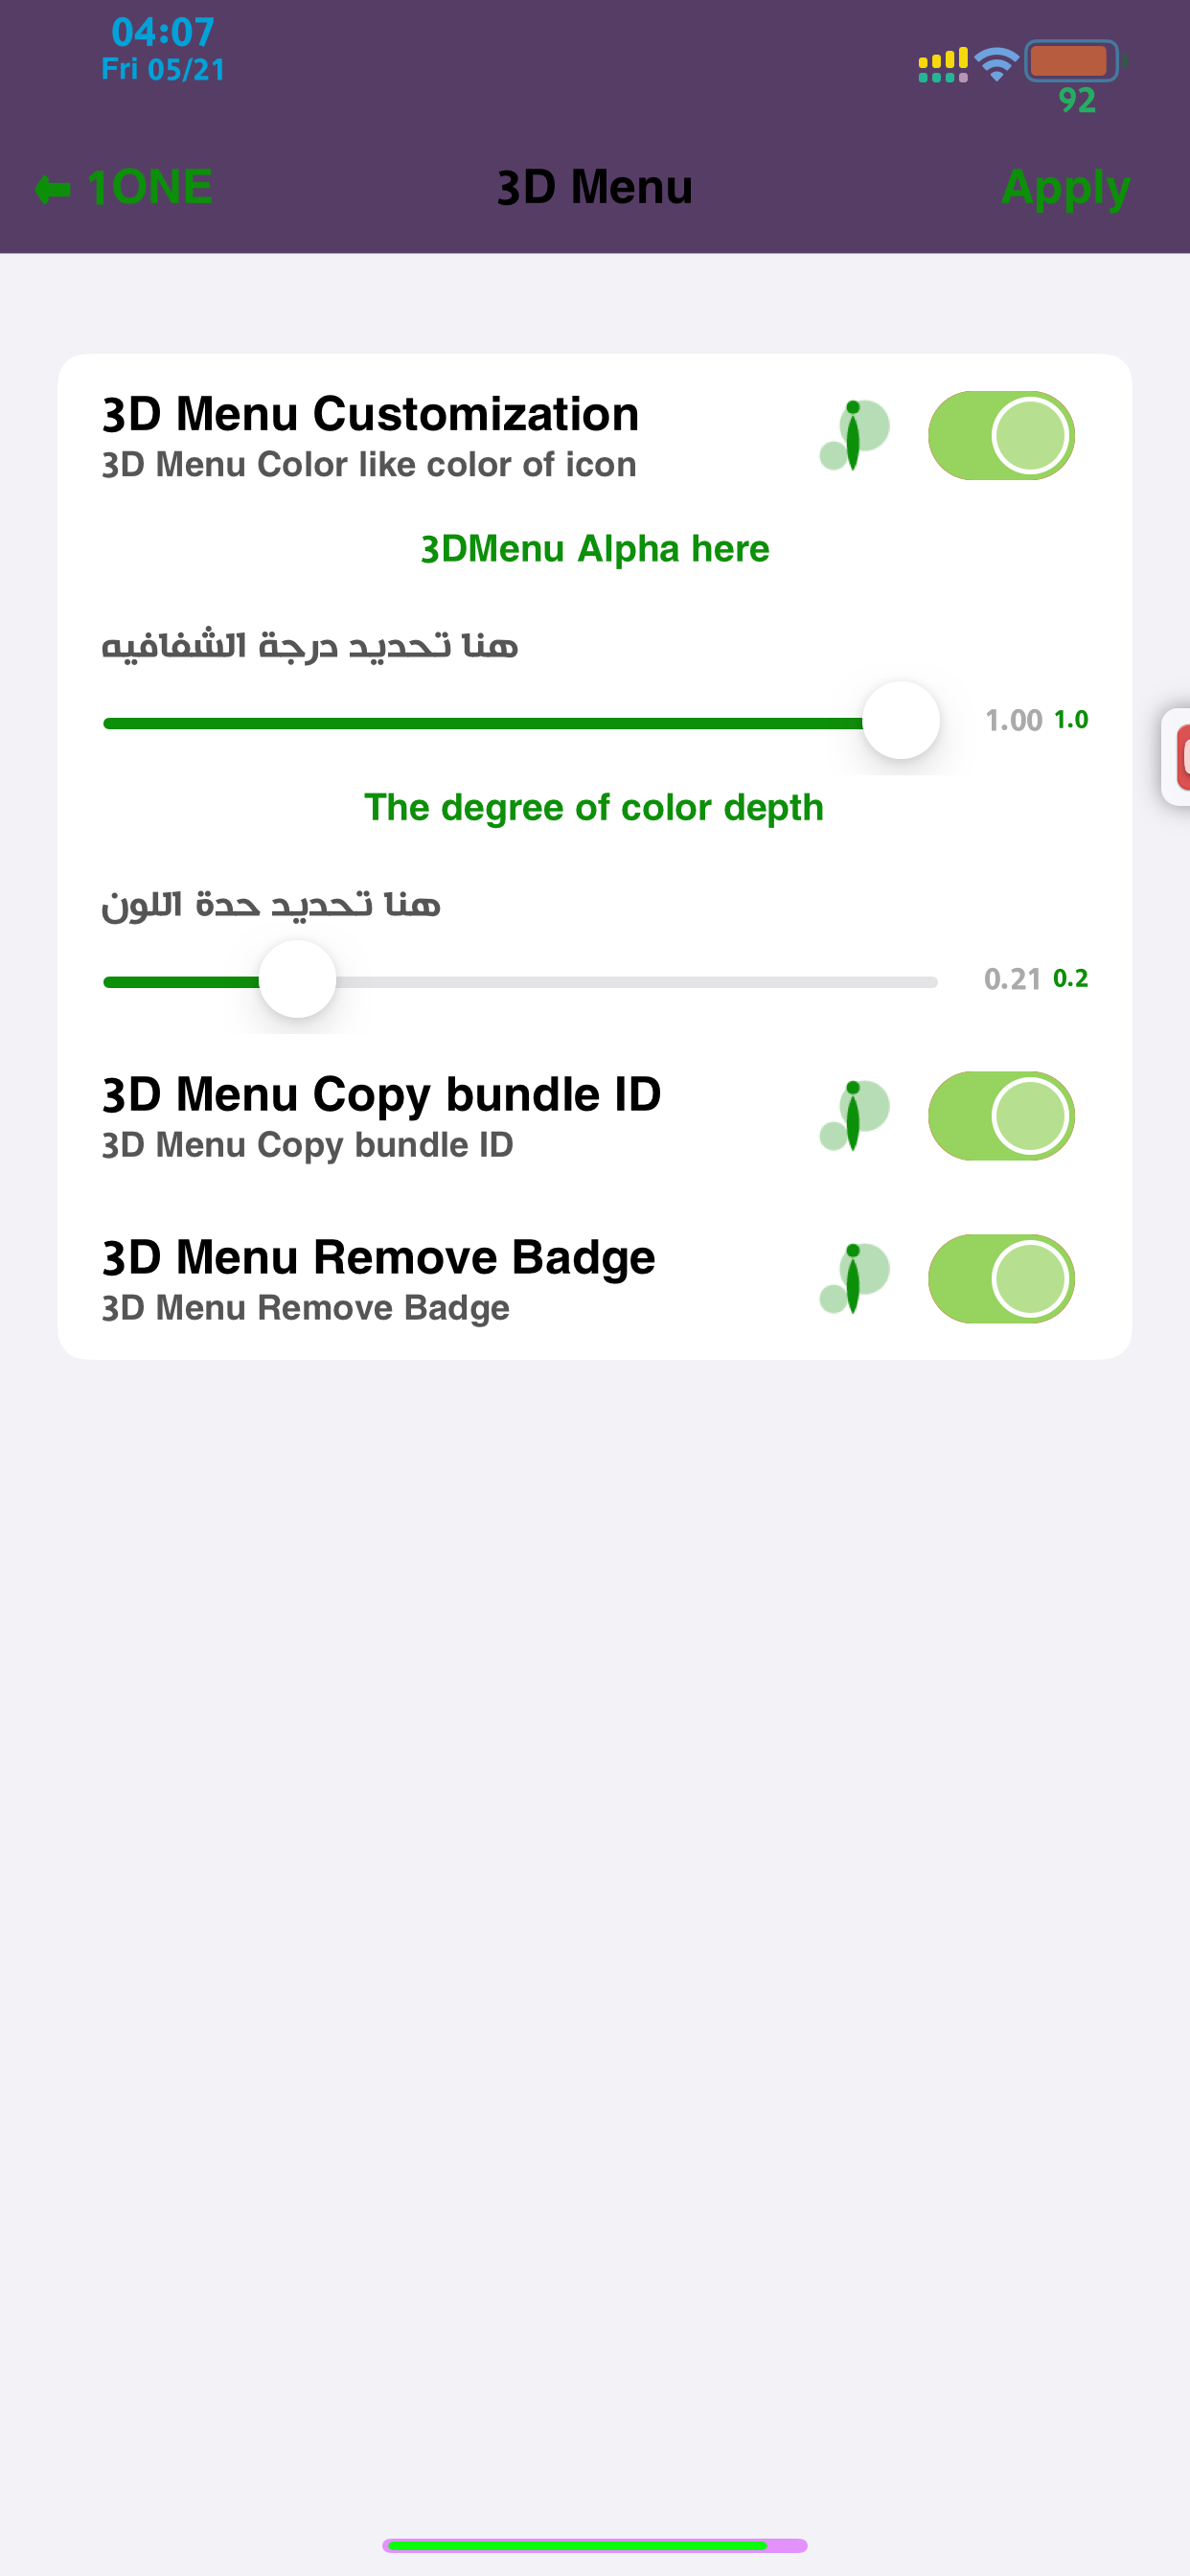 04:07
Fri 05/21
92
1ONE
3D Menu
Apply
3D Menu Customization
3D Menu Color like color of icon
3DMenu Alpha here
هنا تحديد درجة الشفافيه
1.00 1.0
The degree of color depth
هنا تحديد حدة اللون
0.21 0.2
3D Menu Copy bundle ID
3D Menu Copy bundle ID
3D Menu Remove Badge
3D Menu Remove Badge